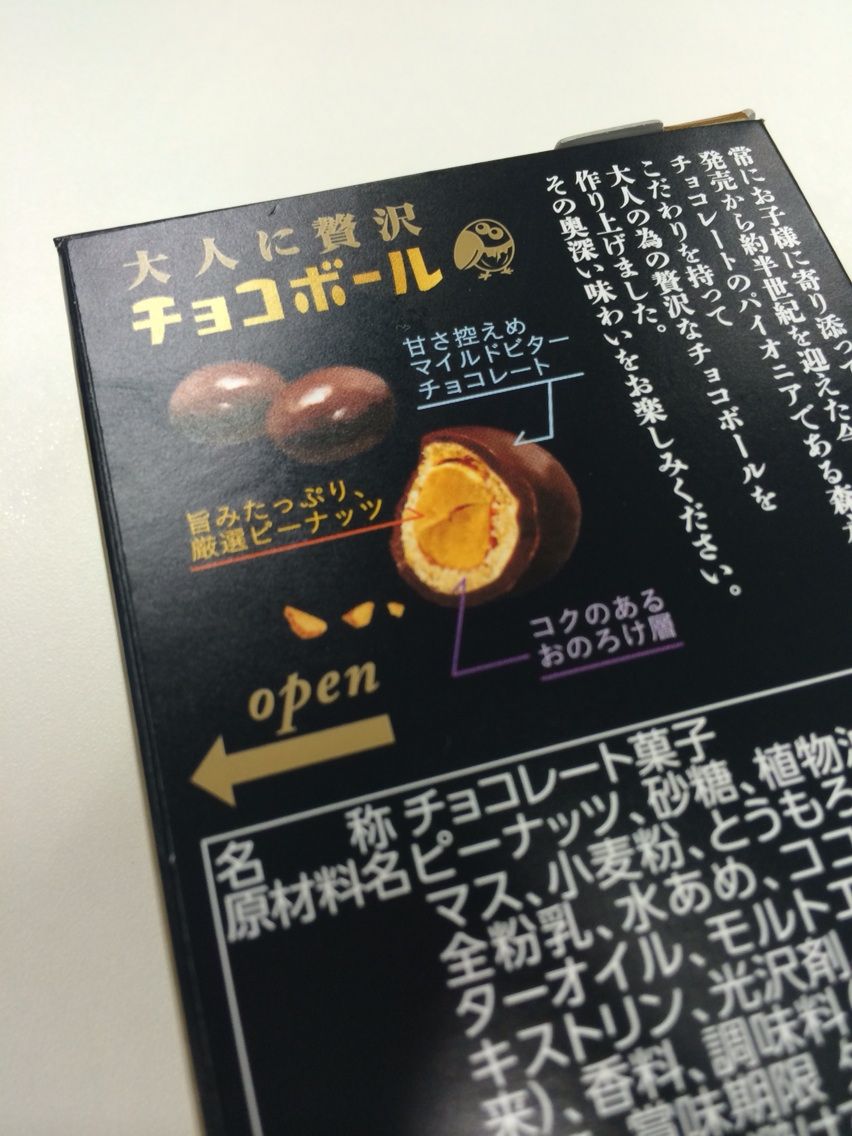 大人に贅沢
チョコボール
常にお子様に寄り添って
発売から約半世紀を迎えた今
チョコレートのパイオニアである森
こだわりを持って
大人の為の贅沢なチョコボールを
作り上げました。
その奥深い味わいをお楽しみください。
甘さ控えめ
マイルドビター
チョコレート
旨みたっぷり、
厳選ピーナッツ
コクのある
おのろけ層
open
名 称 チョコレート菓子
原材料名 ピーナッツ、砂糖、植物油
マス、小麦粉、とうもろ
全粉乳、水あめ、ココ
ターオイル、モルトエ
キストリン、光沢剤
来)、香料、調味料(
賞味期限